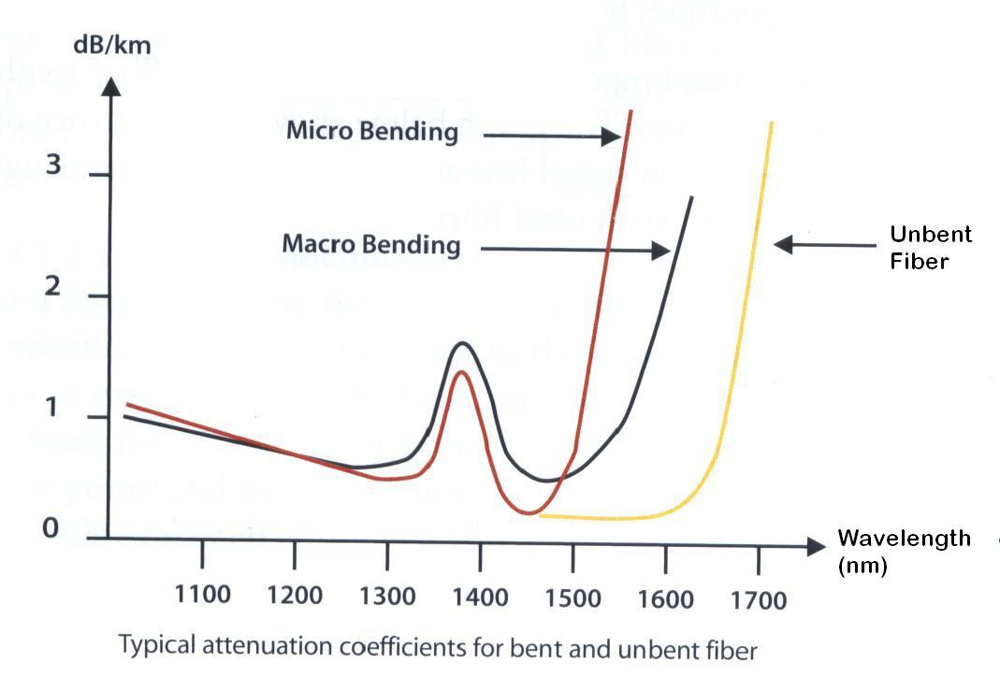 dB/km
Micro Bending
3
Macro Bending
Unbent
Fiber
2
1
0
Wavelength
(nm)
1100 1200 1300 1400 1500 1600 1700
Typical attenuation coefficients for bent and unbent fiber